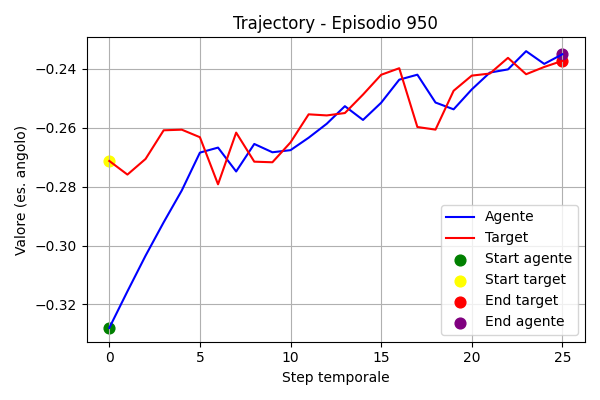 Trajectory - Episodio 950
Valore (es. angolo)
−0.24
−0.26
−0.28
−0.30
−0.32
0
5
10
15
20
25
Step temporale
Agente
Target
Start agente
Start target
End target
End agente